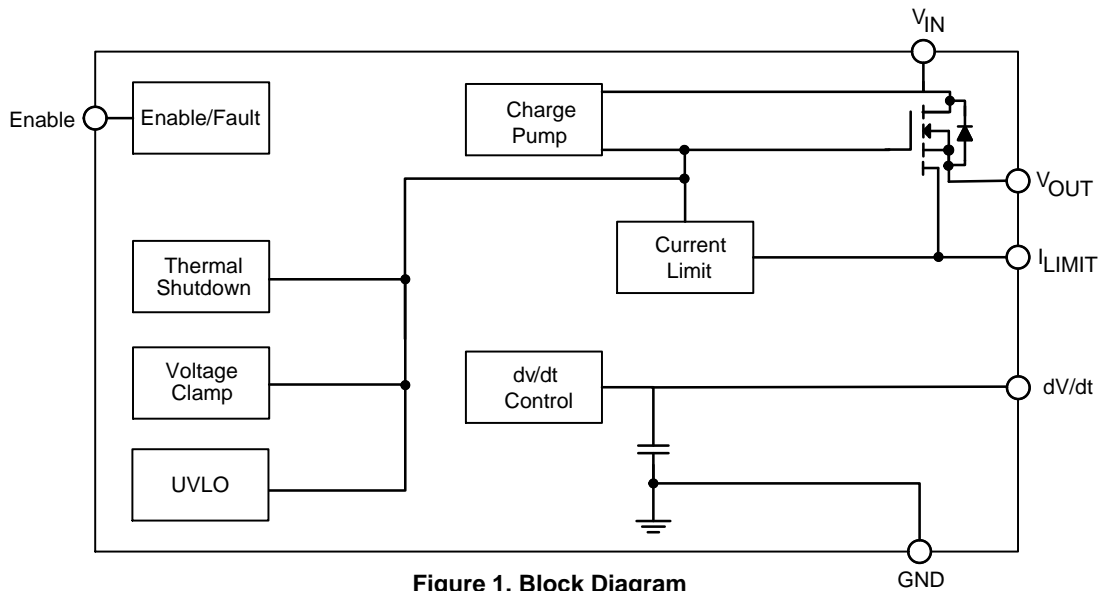 VIN
Enable
Enable/Fault
Charge
Pump
VOUT
Thermal
Shutdown
Current
Limit
ILIMIT
Voltage
Clamp
dv/dt
Control
dV/dt
UVLO
GND
Figure 1. Block Diagram